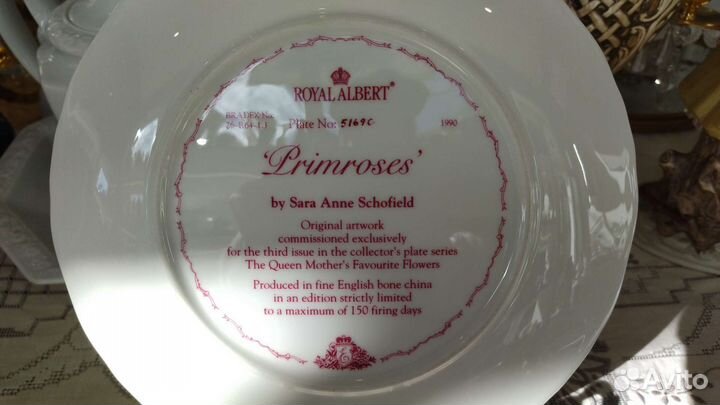 ROYAL ALBERT®
BRADEX No:
26-R64-1.3
Plate No: 5169C
1990
'Primroses'
by Sara Anne Schofield
Original artwork
commissioned exclusively
for the third issue in the collector's plate series
The Queen Mother's Favourite Flowers
Produced in fine English bone china
in an edition strictly limited
to a maximum of 150 firing days
Avito